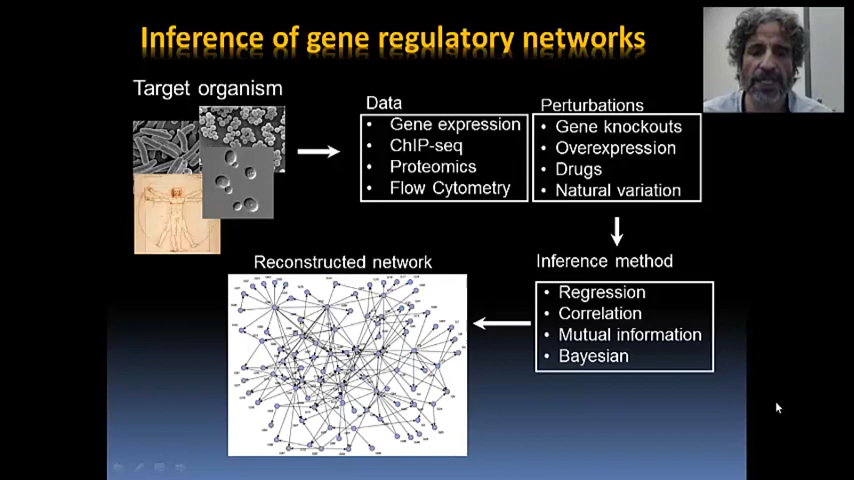 Inference of gene regulatory networks
Target organism
Data
• Gene expression
• ChIP-seq
• Proteomics
• Flow Cytometry
Perturbations
• Gene knockouts
• Overexpression
• Drugs
• Natural variation
Inference method
• Regression
• Correlation
• Mutual information
• Bayesian
Reconstructed network